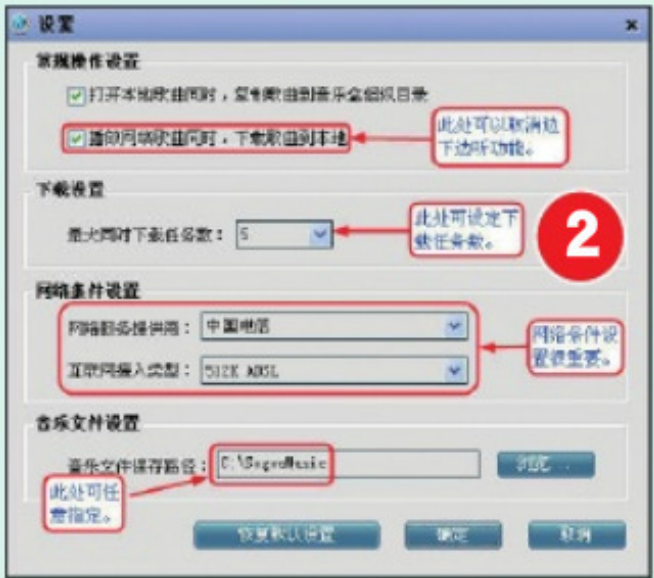 设置
常规操作设置
打开本地歌曲同时，复制歌曲到音乐盒组织目录
播放网络歌曲同时，下载歌曲到本地
此处可以取消边
下边听功能。
下载设置
最大同时下载任务数：5
此处可设定下
载任务数。
2
网络条件设置
网络服务提供商：中国电信
互联网接入类型：512K ADSL
网络条件设
置很重要。
音乐文件设置
音乐文件保存路径：
浏览
此处可任
意指定。
恢复默认设置 确定 取消